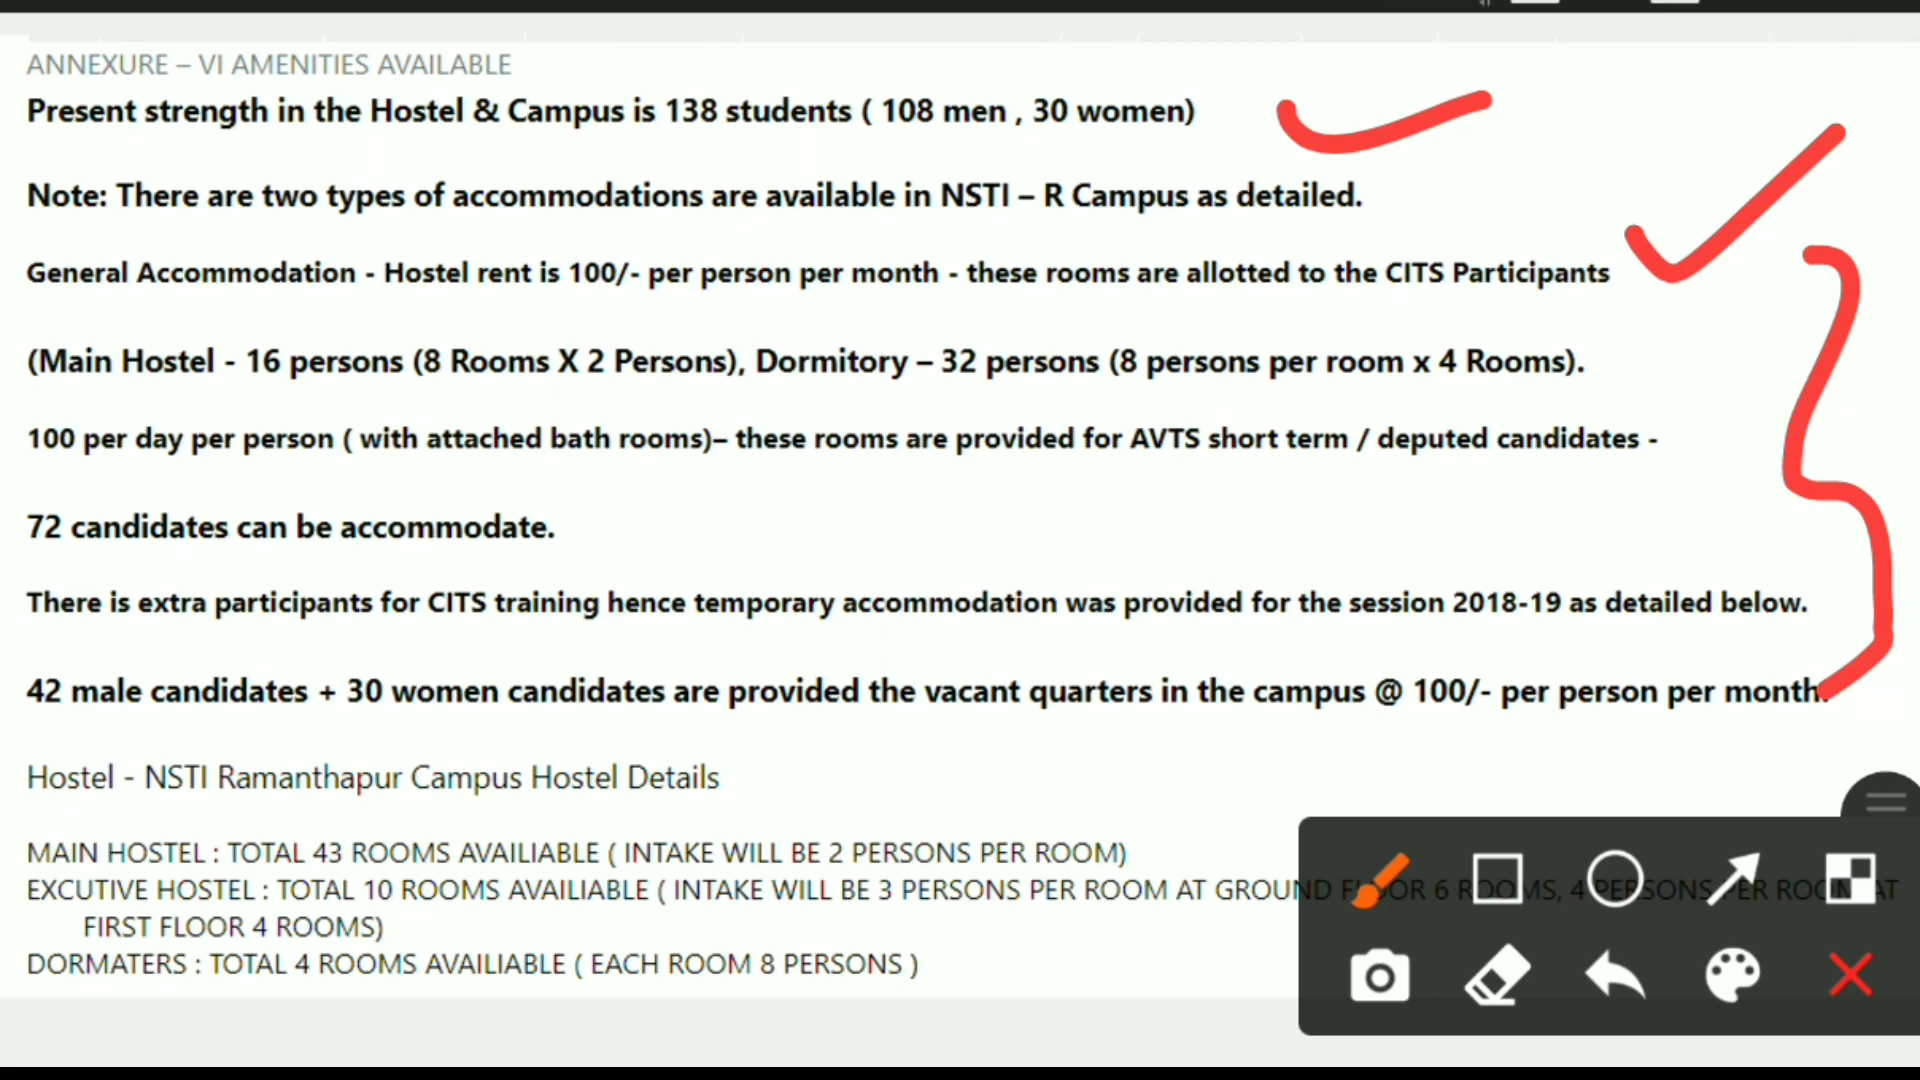 ANNEXURE – VI AMENITIES AVAILABLE
Present strength in the Hostel & Campus is 138 students ( 108 men , 30 women)
Note: There are two types of accommodations are available in NSTI – R Campus as detailed.
General Accommodation - Hostel rent is 100/- per person per month - these rooms are allotted to the CITS Participants
(Main Hostel - 16 persons (8 Rooms X 2 Persons), Dormitory – 32 persons (8 persons per room x 4 Rooms).
100 per day per person ( with attached bath rooms)– these rooms are provided for AVTS short term / deputed candidates -
72 candidates can be accommodate.
There is extra participants for CITS training hence temporary accommodation was provided for the session 2018-19 as detailed below.
42 male candidates + 30 women candidates are provided the vacant quarters in the campus @ 100/- per person per month.
Hostel - NSTI Ramanthapur Campus Hostel Details
MAIN HOSTEL : TOTAL 43 ROOMS AVAILIABLE ( INTAKE WILL BE 2 PERSONS PER ROOM)
EXCUTIVE HOSTEL : TOTAL 10 ROOMS AVAILIABLE ( INTAKE WILL BE 3 PERSONS PER ROOM AT GROUND FLOOR 6 ROOMS, 4 PERSONS PER ROOM AT
FIRST FLOOR 4 ROOMS)
DORMATERS : TOTAL 4 ROOMS AVAILIABLE ( EACH ROOM 8 PERSONS )